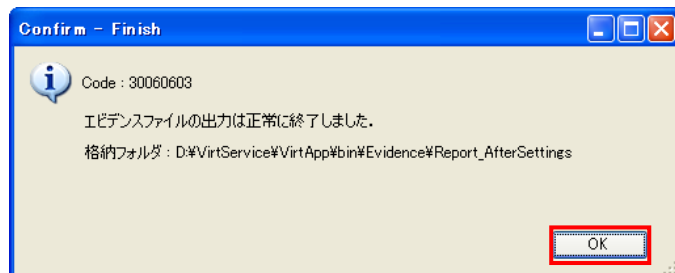 Confirm - Finish
Code : 30060603
エビデンスファイルの出力は正常に終了しました.
格納フォルダ : D:¥VirtService¥VirtApp¥bin¥Evidence¥Report_AfterSettings
OK